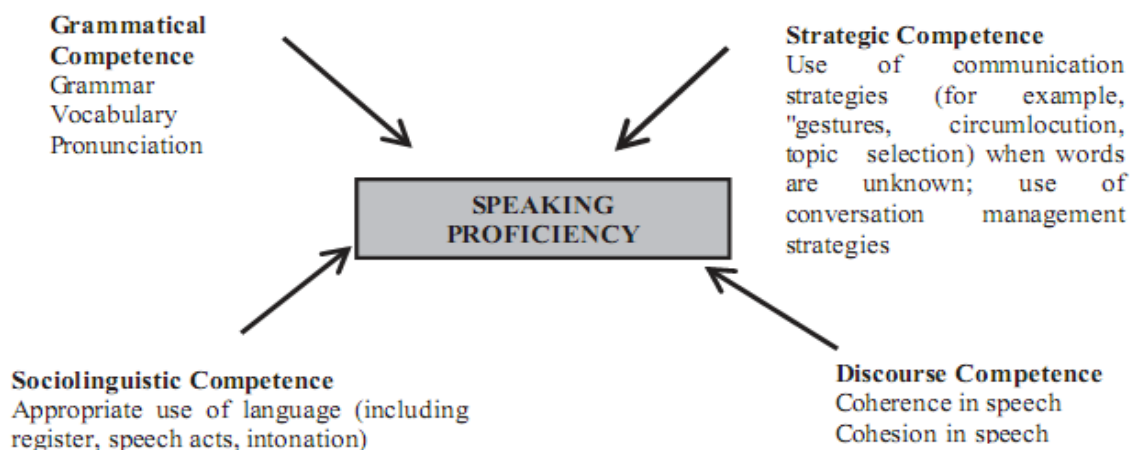 Grammatical
Competence
Grammar
Vocabulary
Pronunciation
Strategic Competence
Use of communication
strategies (for example,
"gestures, circumlocution,
topic selection) when words
are unknown; use of
conversation management
strategies
SPEAKING
PROFICIENCY
Sociolinguistic Competence
Appropriate use of language (including
register, speech acts, intonation)
Discourse Competence
Coherence in speech
Cohesion in speech